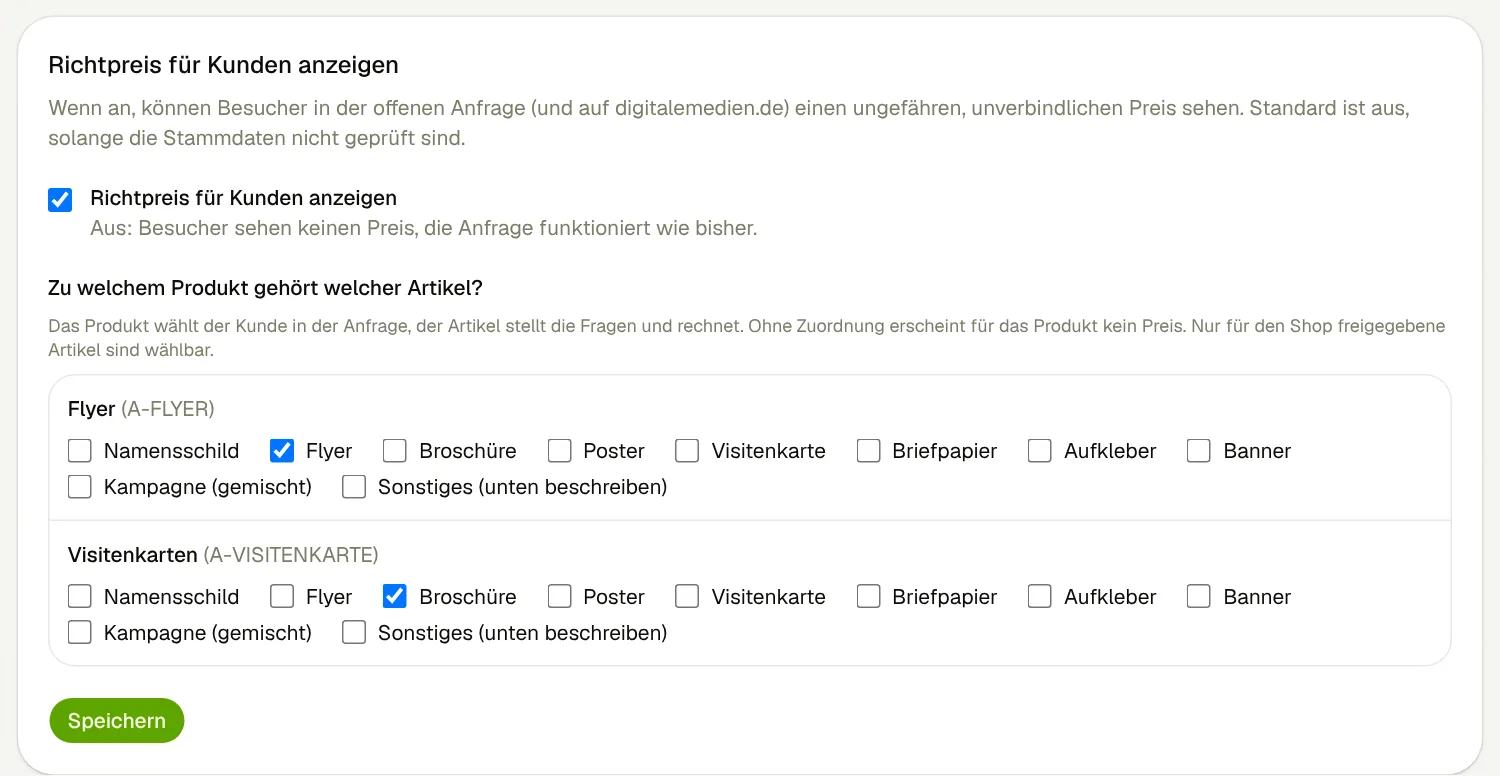 Richtpreis für Kunden anzeigen
Wenn an, können Besucher in der offenen Anfrage (und auf digitalemedien.de) einen ungefähren, unverbindlichen Preis sehen. Standard ist aus,
solange die Stammdaten nicht geprüft sind.
Richtpreis für Kunden anzeigen
Aus: Besucher sehen keinen Preis, die Anfrage funktioniert wie bisher.
Zu welchem Produkt gehört welcher Artikel?
Das Produkt wählt der Kunde in der Anfrage, der Artikel stellt die Fragen und rechnet. Ohne Zuordnung erscheint für das Produkt kein Preis. Nur für den Shop freigegebene
Artikel sind wählbar.
Flyer (A-FLYER)
Namensschild Flyer Broschüre Poster Visitenkarte Briefpapier Aufkleber Banner
Kampagne (gemischt) Sonstiges (unten beschreiben)
Visitenkarten (A-VISITENKARTE)
Namensschild Flyer Broschüre Poster Visitenkarte Briefpapier Aufkleber Banner
Kampagne (gemischt) Sonstiges (unten beschreiben)
Speichern